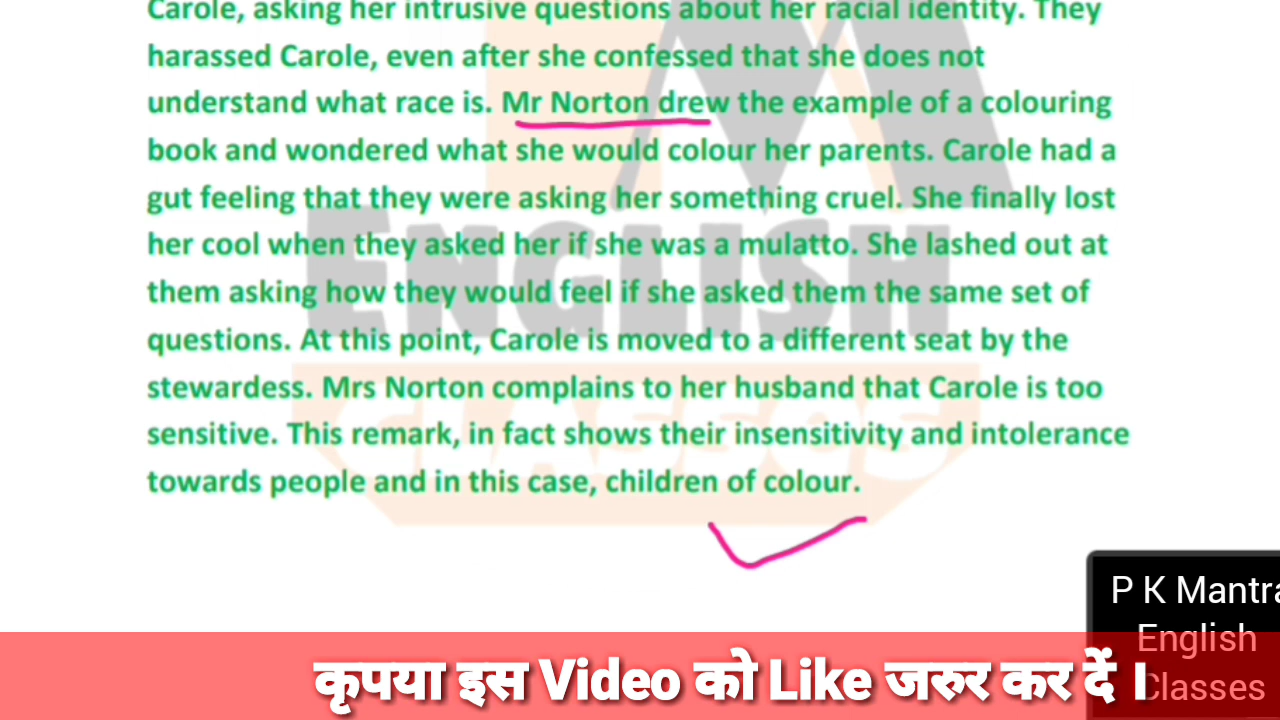 Carole, asking her intrusive questions about her racial identity. They
harassed Carole, even after she confessed that she does not
understand what race is. Mr Norton drew the example of a colouring
book and wondered what she would colour her parents. Carole had a
gut feeling that they were asking her something cruel. She finally lost
her cool when they asked her if she was a mulatto. She lashed out at
them asking how they would feel if she asked them the same set of
questions. At this point, Carole is moved to a different seat by the
stewardess. Mrs Norton complains to her husband that Carole is too
sensitive. This remark, in fact shows their insensitivity and intolerance
towards people and in this case, children of colour.
ENGLISH
CLASSES
P K Mantra
English
Classes
कृपया इस Video को Like जरुर कर दें ।